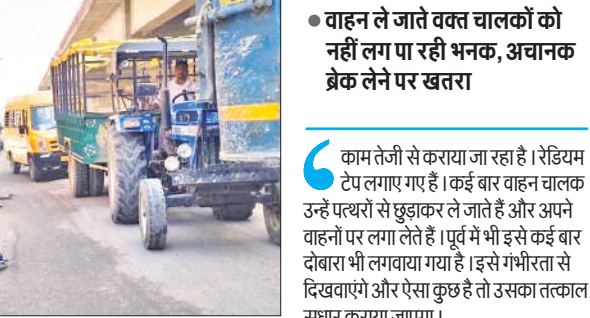 वाहन ले जाते वक्त चालकों को
नहीं लग पा रही भनक, अचानक
ब्रेक लेने पर खतरा
काम तेजी से कराया जा रहा है। रेडियम
टेप लगाए गए हैं। कई बार वाहन चालक
उन्हें पत्थरों से छुड़ाकर ले जाते हैं और अपने
वाहनों पर लगा लेते हैं। पूर्व में भी इसे कई बार
दोबारा भी लगवाया गया है। इसे गंभीरता से
दिखवाएंगे और ऐसा कुछ है तो उसका तत्काल
सुधार कराया जाएगा।